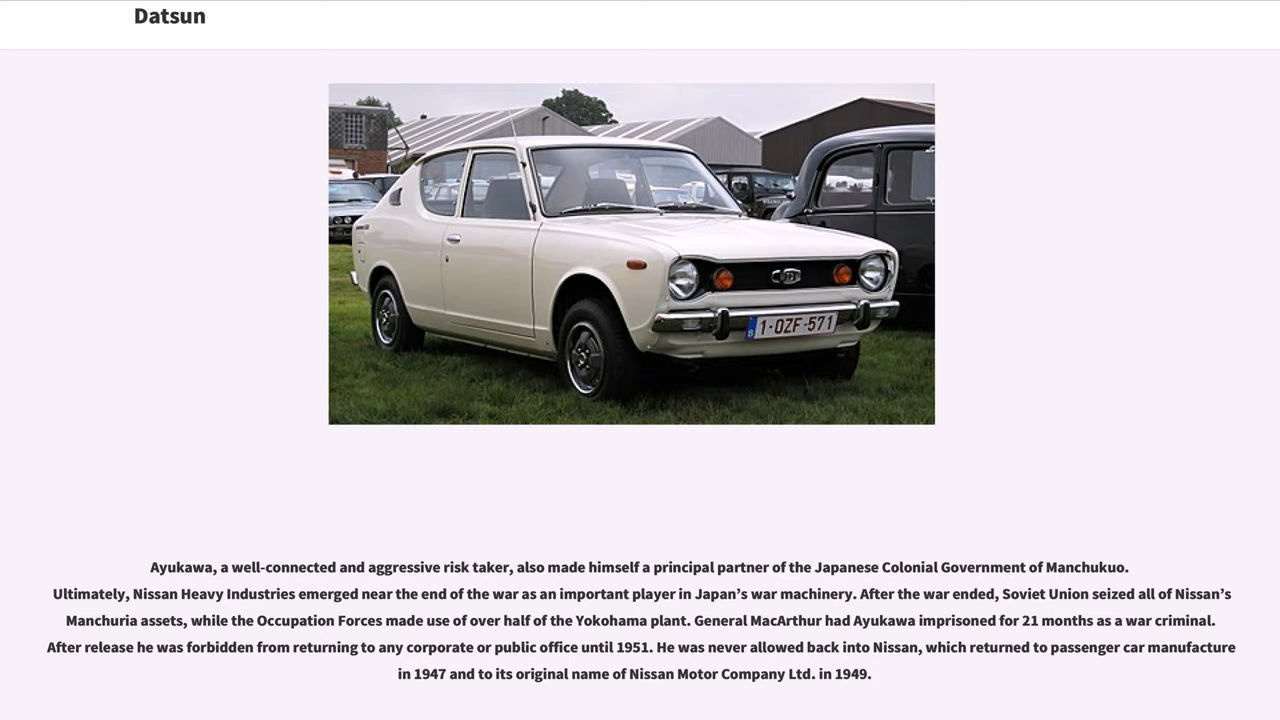 Datsun
1-OZF-571
Ayukawa, a well-connected and aggressive risk taker, also made himself a principal partner of the Japanese Colonial Government of Manchukuo.
Ultimately, Nissan Heavy Industries emerged near the end of the war as an important player in Japan’s war machinery. After the war ended, Soviet Union seized all of Nissan’s
Manchuria assets, while the Occupation Forces made use of over half of the Yokohama plant. General MacArthur had Ayukawa imprisoned for 21 months as a war criminal.
After release he was forbidden from returning to any corporate or public office until 1951. He was never allowed back into Nissan, which returned to passenger car manufacture
in 1947 and to its original name of Nissan Motor Company Ltd. in 1949.